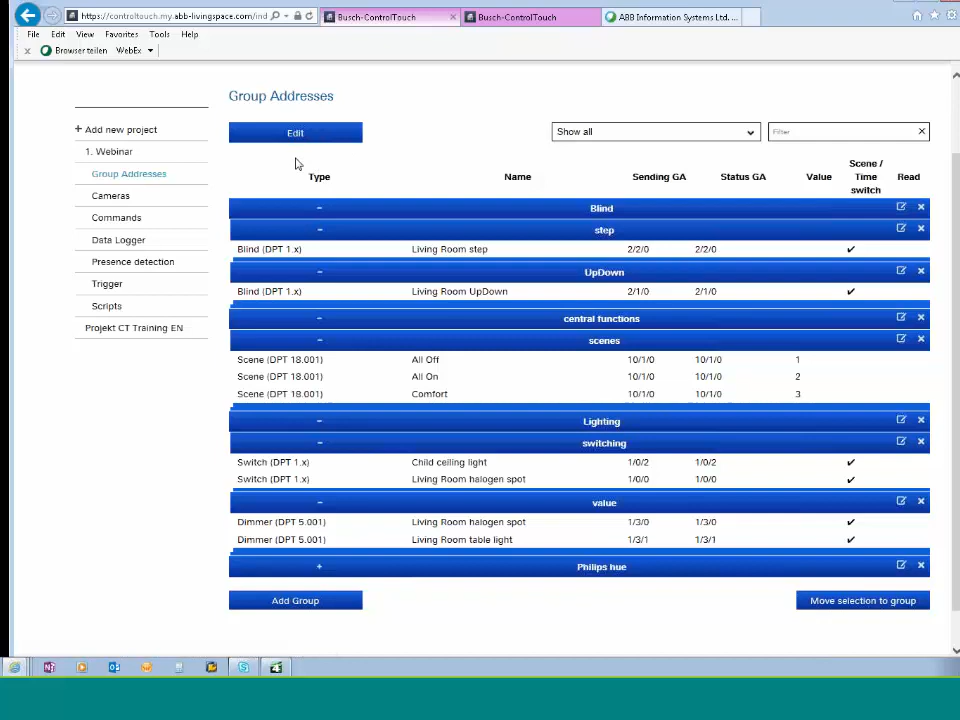 https://controltouch.my.abb-livingspace.com/ind
Busch-ControlTouch
Busch-ControlTouch
ABB Information Systems Ltd. ...
File Edit View Favorites Tools Help
x Browser teilen WebEx
Group Addresses
Edit
Show all
Filter
+ Add new project
1. Webinar
Group Addresses
Cameras
Commands
Data Logger
Presence detection
Trigger
Scripts
Projekt CT Training EN
Type Name Sending GA Status GA Value Scene / Time switch Read
− Blind
− step
Blind (DPT 1.x) Living Room step 2/2/0 2/2/0 ✔
− UpDown
Blind (DPT 1.x) Living Room UpDown 2/1/0 2/1/0 ✔
− central functions
− scenes
Scene (DPT 18.001) All Off 10/1/0 10/1/0 1
Scene (DPT 18.001) All On 10/1/0 10/1/0 2
Scene (DPT 18.001) Comfort 10/1/0 10/1/0 3
− Lighting
− switching
Switch (DPT 1.x) Child ceiling light 1/0/2 1/0/2 ✔
Switch (DPT 1.x) Living Room halogen spot 1/0/0 1/0/0 ✔
− value
Dimmer (DPT 5.001) Living Room halogen spot 1/3/0 1/3/0 ✔
Dimmer (DPT 5.001) Living Room table light 1/3/1 1/3/1 ✔
+ Philips hue
Add Group
Move selection to group